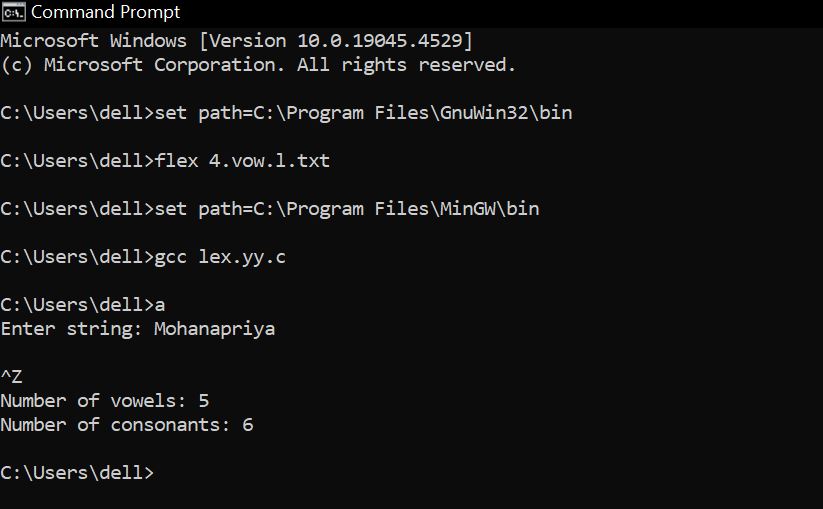 Command Prompt
Microsoft Windows [Version 10.0.19045.4529]
(c) Microsoft Corporation. All rights reserved.
C:\Users\dell>set path=C:\Program Files\GnuWin32\bin
C:\Users\dell>flex 4.vow.l.txt
C:\Users\dell>set path=C:\Program Files\MinGW\bin
C:\Users\dell>gcc lex.yy.c
C:\Users\dell>a
Enter string: Mohanapriya
^Z
Number of vowels: 5
Number of consonants: 6
C:\Users\dell>